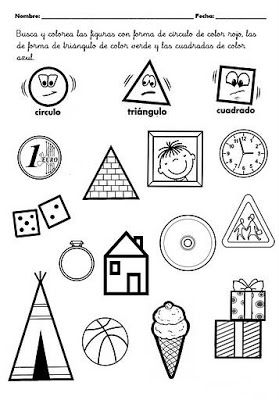 Nombre: Fecha:
Busca y colorea las figuras con forma de círculo de color rojo, las
de forma de triángulo de color verde y las cuadradas de color
azul.
círculo triángulo cuadrado
1 EURO